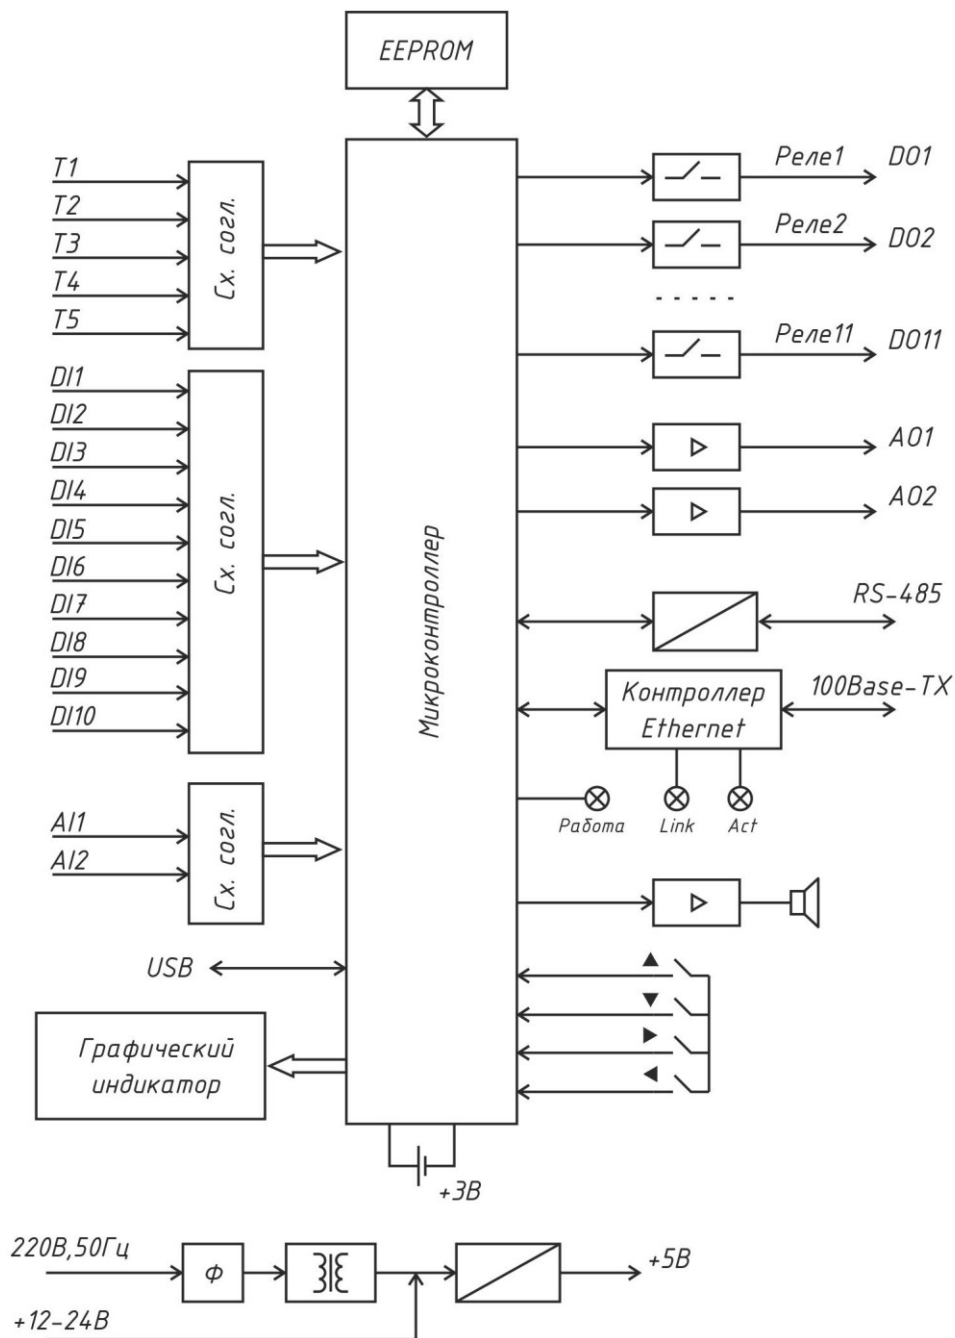 EEPROM
T1
T2
T3
T4
T5
Сх. согл.
DI1
DI2
DI3
DI4
DI5
DI6
DI7
DI8
DI9
DI10
Сх. согл.
AI1
AI2
Сх. согл.
USB
Графический
индикатор
Микроконтроллер
Реле1 DO1
Реле2 DO2
Реле11 DO11
AO1
AO2
RS-485
Контроллер
Ethernet
100Base-TX
Работа Link Act
+3В
220В,50Гц
Ф
+5В
+12-24В